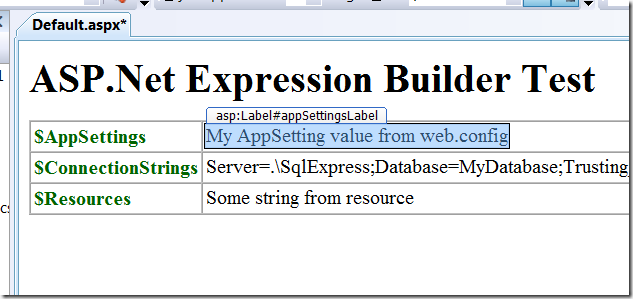 Default.aspx*
ASP.Net Expression Builder Test
asp:Label#appSettingsLabel
$AppSettings My AppSetting value from web.config
$ConnectionStrings Server=.\SqlExpress;Database=MyDatabase;Trusting_
$Resources Some string from resource